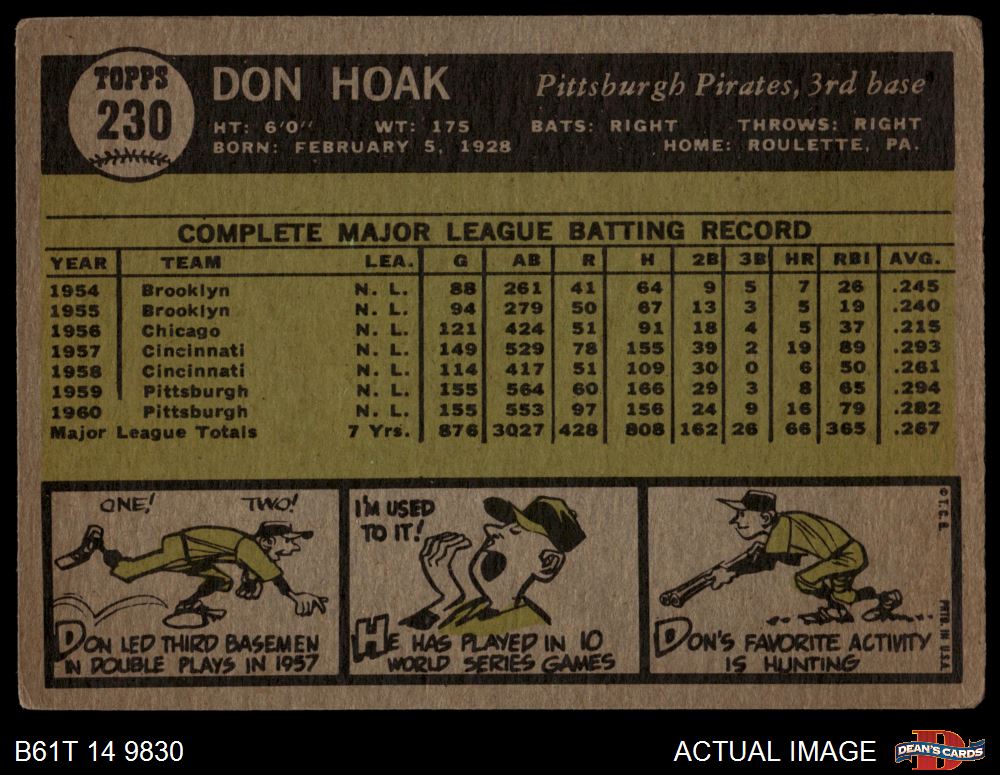 TOPPS
230
DON HOAK
Pittsburgh Pirates, 3rd base
HT: 6'0" WT: 175 BATS: RIGHT THROWS: RIGHT
BORN: FEBRUARY 5, 1928 HOME: ROULETTE, PA.
COMPLETE MAJOR LEAGUE BATTING RECORD
YEAR TEAM LEA. G AB R H 2B 3B HR RBI AVG.
1954 Brooklyn N. L. 88 261 41 64 9 5 7 26 .245
1955 Brooklyn N. L. 94 279 50 67 13 3 5 19 .240
1956 Chicago N. L. 121 424 51 91 18 4 5 37 .215
1957 Cincinnati N. L. 149 529 78 155 39 2 19 89 .293
1958 Cincinnati N. L. 114 417 51 109 30 0 6 50 .261
1959 Pittsburgh N. L. 155 564 60 166 29 3 8 65 .294
1960 Pittsburgh N. L. 155 553 97 156 24 9 16 79 .282
Major League Totals 7 Yrs. 876 3027 428 808 162 26 66 365 .267
ONE! TWO!
DON LED THIRD BASEMEN
IN DOUBLE PLAYS IN 1957
I'M USED
TO IT!
HE HAS PLAYED IN 10
WORLD SERIES GAMES
DON'S FAVORITE ACTIVITY
IS HUNTING
© T. C. G.
PRTD. IN U.S.A.
B61T 14 9830
ACTUAL IMAGE
D
DEAN'S CARDS